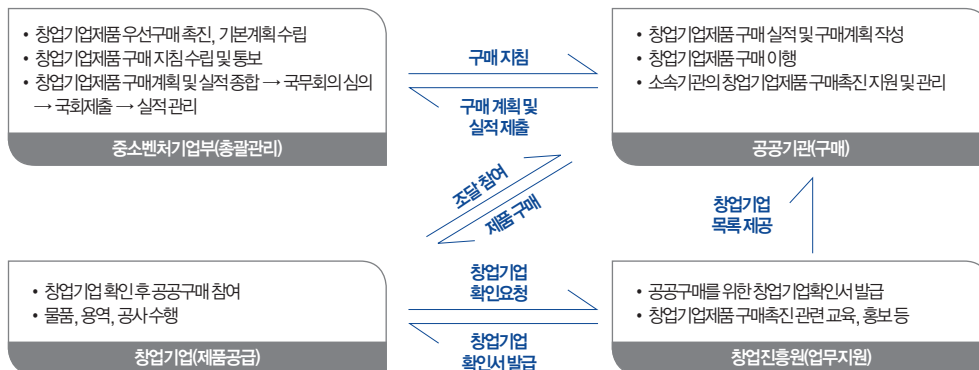 • 창업기업제품 우선구매 촉진, 기본계획 수립
• 창업기업제품 구매 지침 수립 및 통보
• 창업기업제품 구매계획 및 실적 종합 → 국무회의 심의
→ 국회제출 → 실적 관리
중소벤처기업부(총괄관리)
구매 지침
구매 계획 및
실적 제출
• 창업기업제품 구매 실적 및 구매계획 작성
• 창업기업제품 구매 이행
• 소속기관의 창업기업제품 구매촉진 지원 및 관리
공공기관(구매)
조달 참여
제품 구매
창업기업
목록 제공
• 창업기업 확인 후 공공구매 참여
• 물품, 용역, 공사 수행
창업기업(제품공급)
창업기업
확인요청
창업기업
확인서 발급
• 공공구매를 위한 창업기업확인서 발급
• 창업기업제품 구매촉진 관련 교육, 홍보 등
창업진흥원(업무지원)